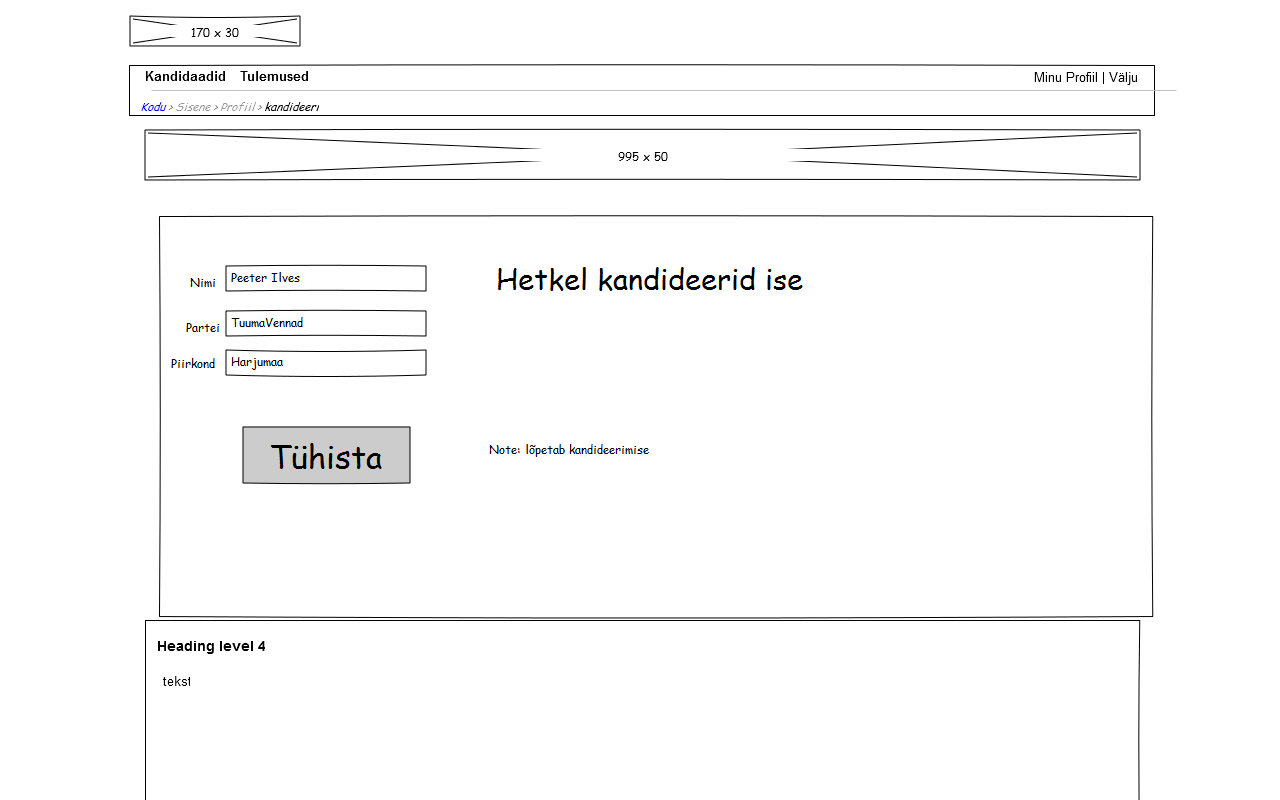 170 x 30
Kandidaadid Tulemused Minu Profiil | Välju
Kodu > Sisene > Profiil > kandideeri
995 x 50
Nimi Peeter Ilves Hetkel kandideerid ise
Partei TuumaVennad
Piirkond Harjumaa
Tühista Note: lõpetab kandideerimise
Heading level 4
tekst